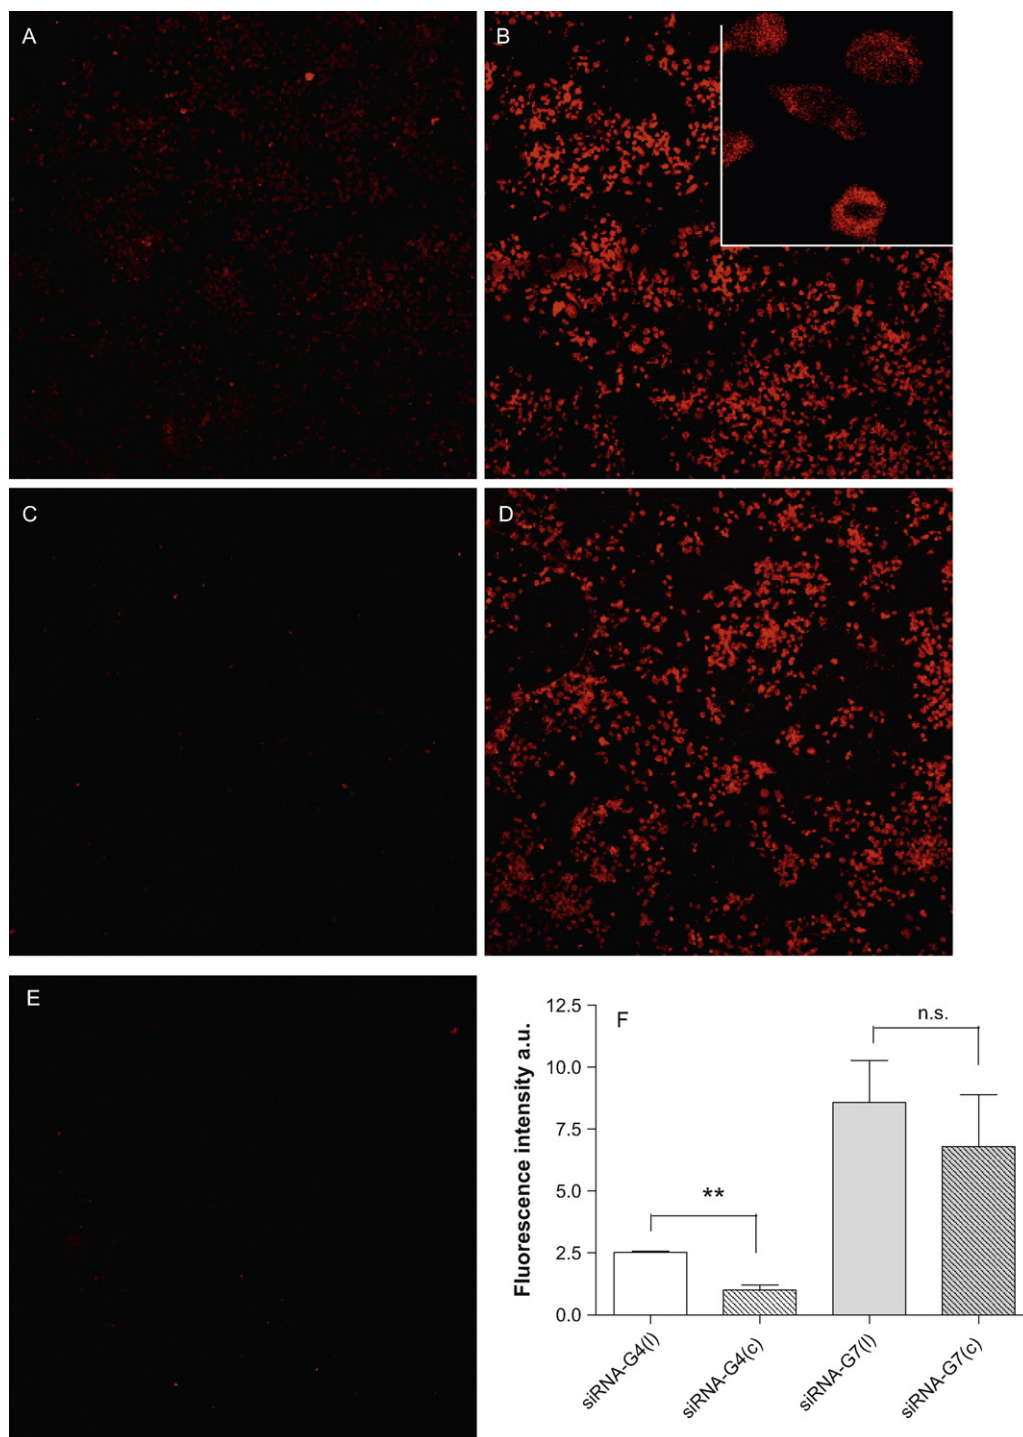 A
B
C
D
E
F
Fluorescence intensity a.u.
12.5
10.0
7.5
5.0
2.5
0.0
**
n.s.
siRNA-G4(l)
siRNA-G4(c)
siRNA-G7(l)
siRNA-G7(c)